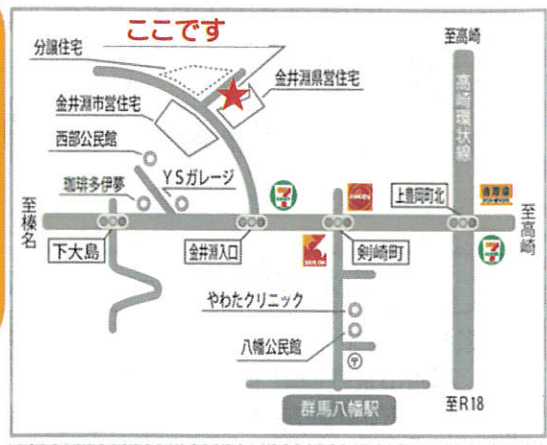 ここです
分譲住宅
至高崎
金井淵県営住宅
高崎環状線
金井淵市営住宅
西部公民館
珈琲多伊夢
YSガレージ
上豊岡町北
至榛名
至高崎
下大島
金井淵入口
剣崎町
SAVE ON
やわたクリニック
八幡公民館
〒
群馬八幡駅
至R18